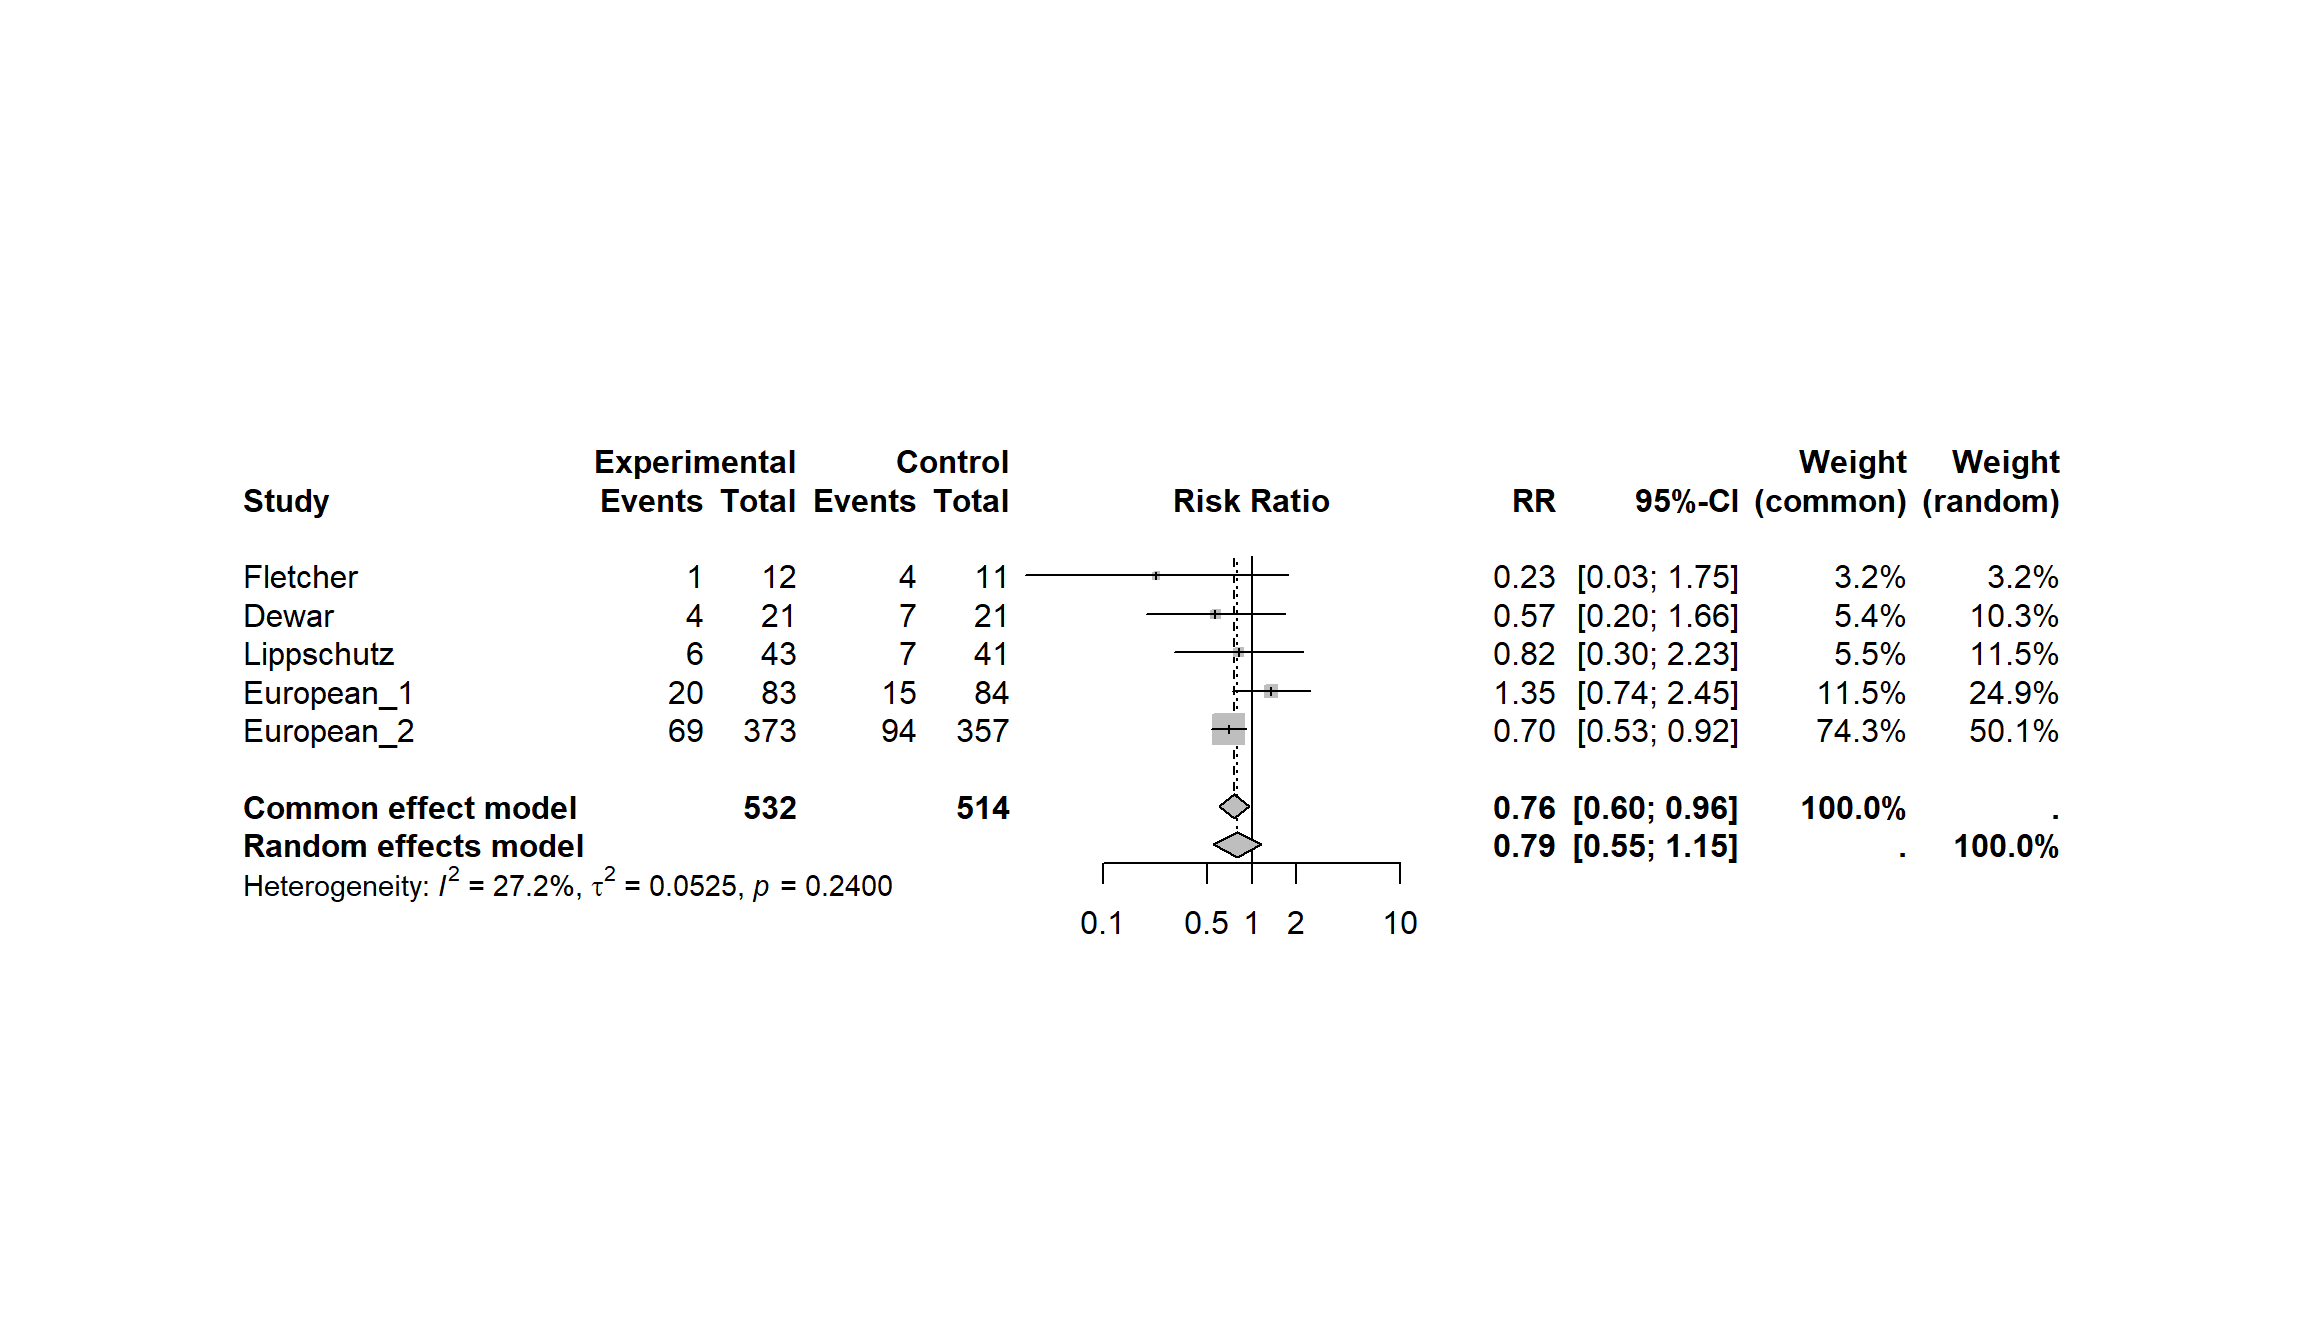 Experimental Control Weight Weight
Study Events Total Events Total Risk Ratio RR 95%-CI (common) (random)
Fletcher 1 12 4 11 0.23 [0.03; 1.75] 3.2% 3.2%
Dewar 4 21 7 21 0.57 [0.20; 1.66] 5.4% 10.3%
Lippschutz 6 43 7 41 0.82 [0.30; 2.23] 5.5% 11.5%
European_1 20 83 15 84 1.35 [0.74; 2.45] 11.5% 24.9%
European_2 69 373 94 357 0.70 [0.53; 0.92] 74.3% 50.1%
Common effect model 532 514 0.76 [0.60; 0.96] 100.0% .
Random effects model 0.79 [0.55; 1.15] . 100.0%
Heterogeneity: I² = 27.2%, τ² = 0.0525, p = 0.2400
0.1 0.5 1 2 10